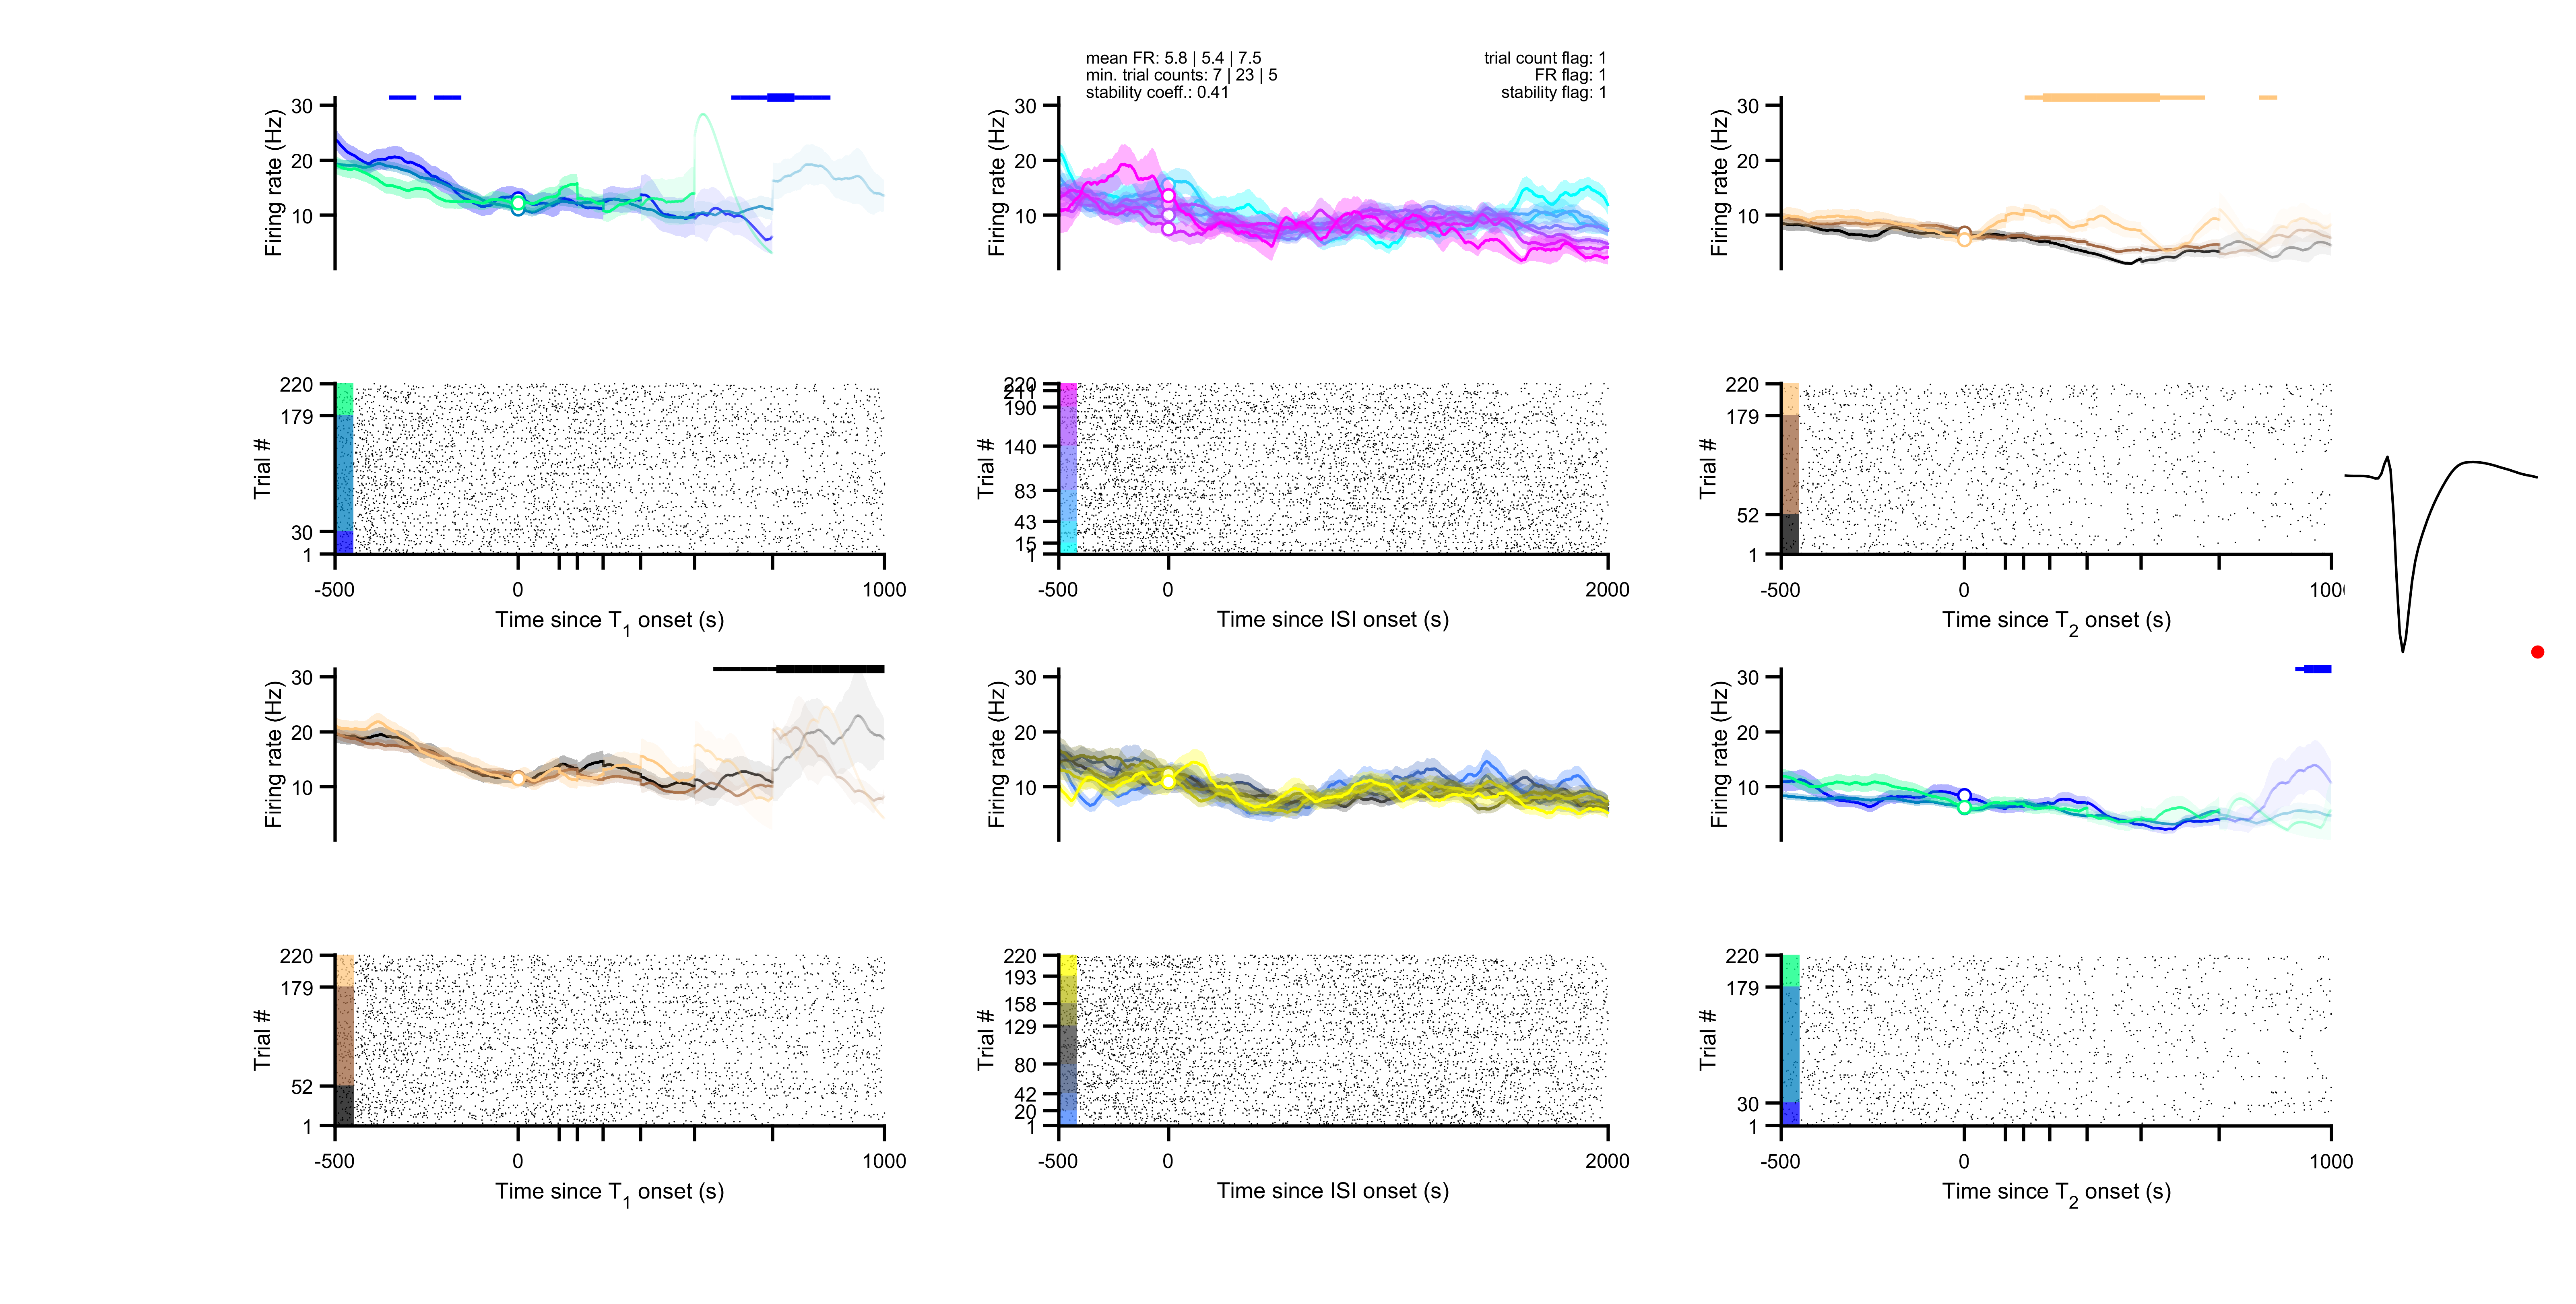 mean FR: 5.8 | 5.4 | 7.5
min. trial counts: 7 | 23 | 5
stability coeff.: 0.41
trial count flag: 1
FR flag: 1
stability flag: 1
30
20
10
Firing rate (Hz)
30
20
10
Firing rate (Hz)
30
20
10
Firing rate (Hz)
220
179
30
1
Trial #
-500
0
1000
Time since T1 onset (s)
220
211
190
140
83
43
15
1
Trial #
-500
0
2000
Time since ISI onset (s)
220
179
52
1
Trial #
-500
0
Time since T2 onset (s)
30
20
10
Firing rate (Hz)
30
20
10
Firing rate (Hz)
30
20
10
Firing rate (Hz)
220
179
52
1
Trial #
-500
0
1000
Time since T1 onset (s)
220
193
158
129
80
42
20
1
Trial #
-500
0
2000
Time since ISI onset (s)
220
179
30
1
Trial #
-500
0
1000
Time since T2 onset (s)